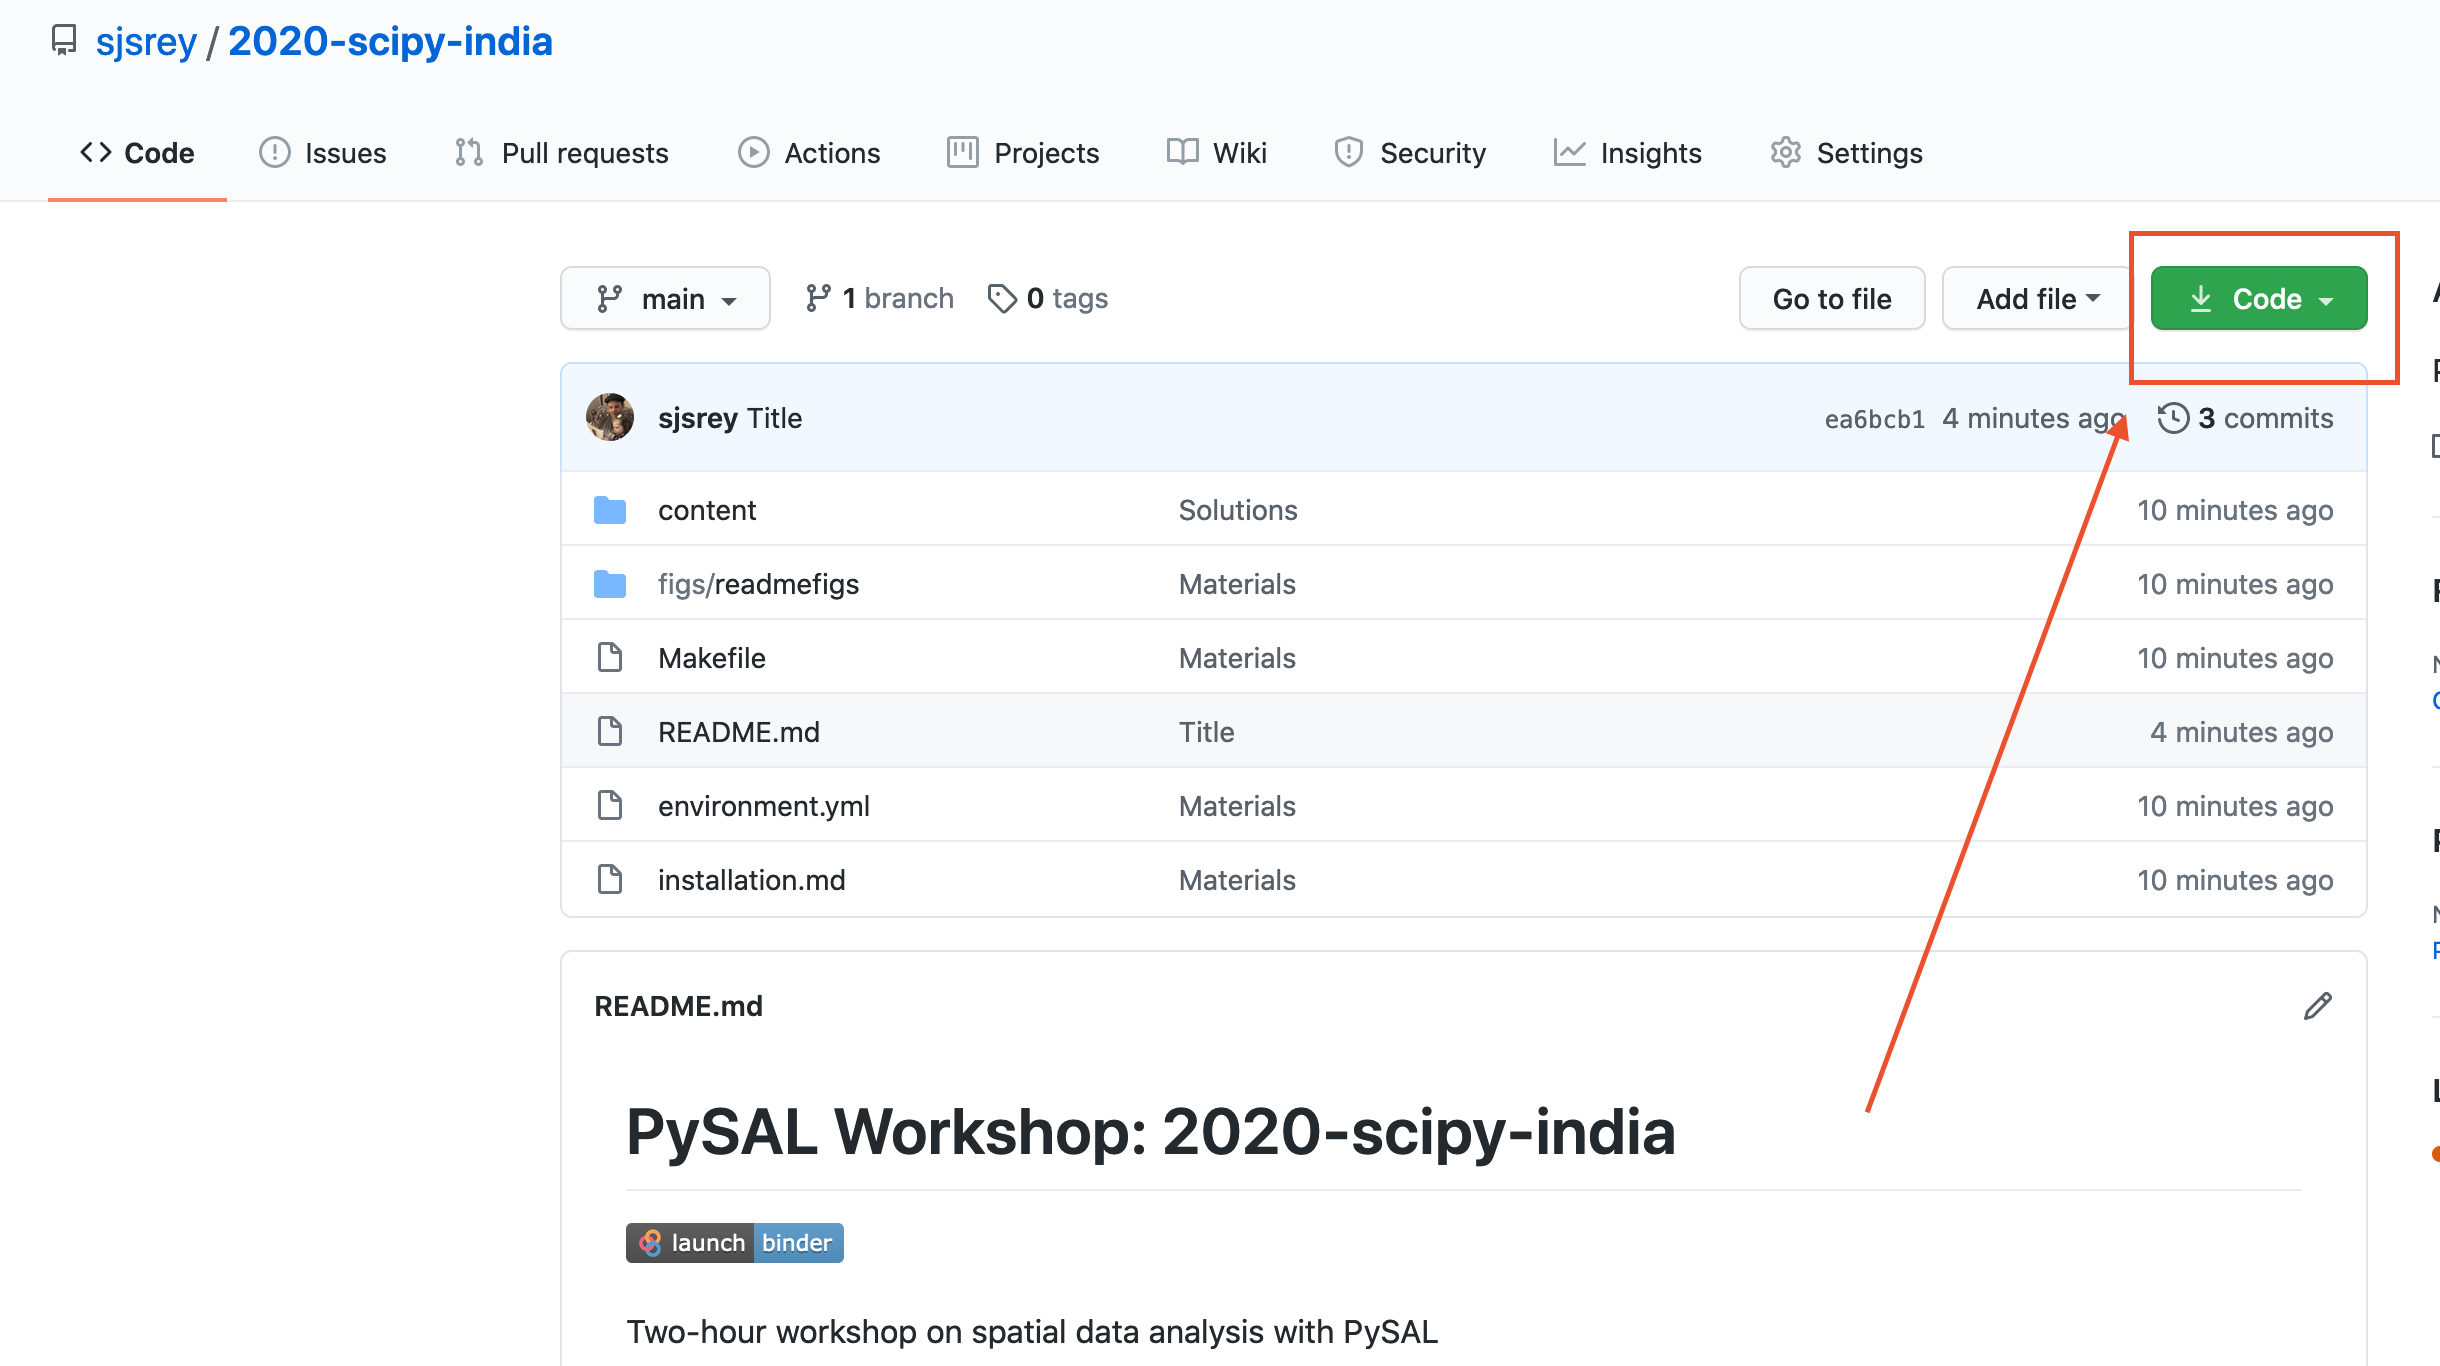 sjsrey / 2020-scipy-india
Code Issues Pull requests Actions Projects Wiki Security Insights Settings
main 1 branch 0 tags Go to file Add file Code
sjsrey Title ea6bcb1 4 minutes ago 3 commits
content Solutions 10 minutes ago
figs/readmefigs Materials 10 minutes ago
Makefile Materials 10 minutes ago
README.md Title 4 minutes ago
environment.yml Materials 10 minutes ago
installation.md Materials 10 minutes ago
README.md
PySAL Workshop: 2020-scipy-india
launch binder
Two-hour workshop on spatial data analysis with PySAL